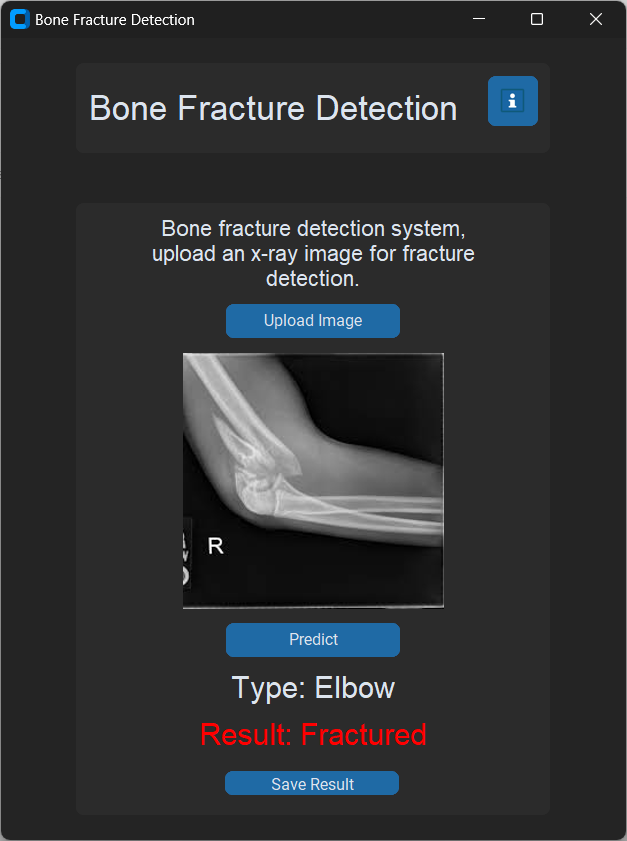 Bone Fracture Detection
Bone Fracture Detection
i
Bone fracture detection system,
upload an x-ray image for fracture
detection.
Upload Image
R
Predict
Type: Elbow
Result: Fractured
Save Result